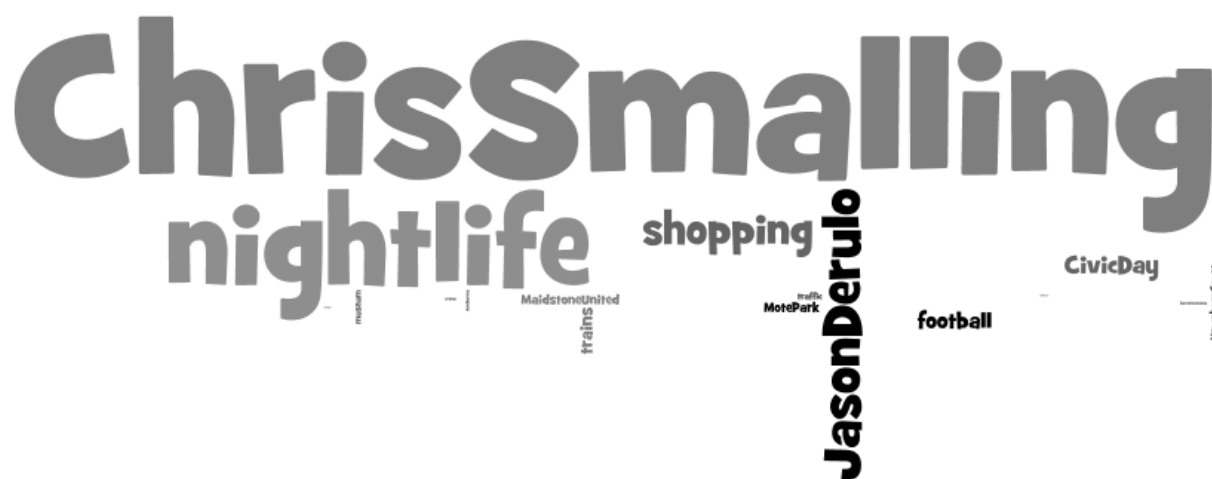 ChrisSmalling
nightlife
shopping
JasonDerulo
CivicDay
museum
MaidstoneUnited
trains
traffic
MotePark
football